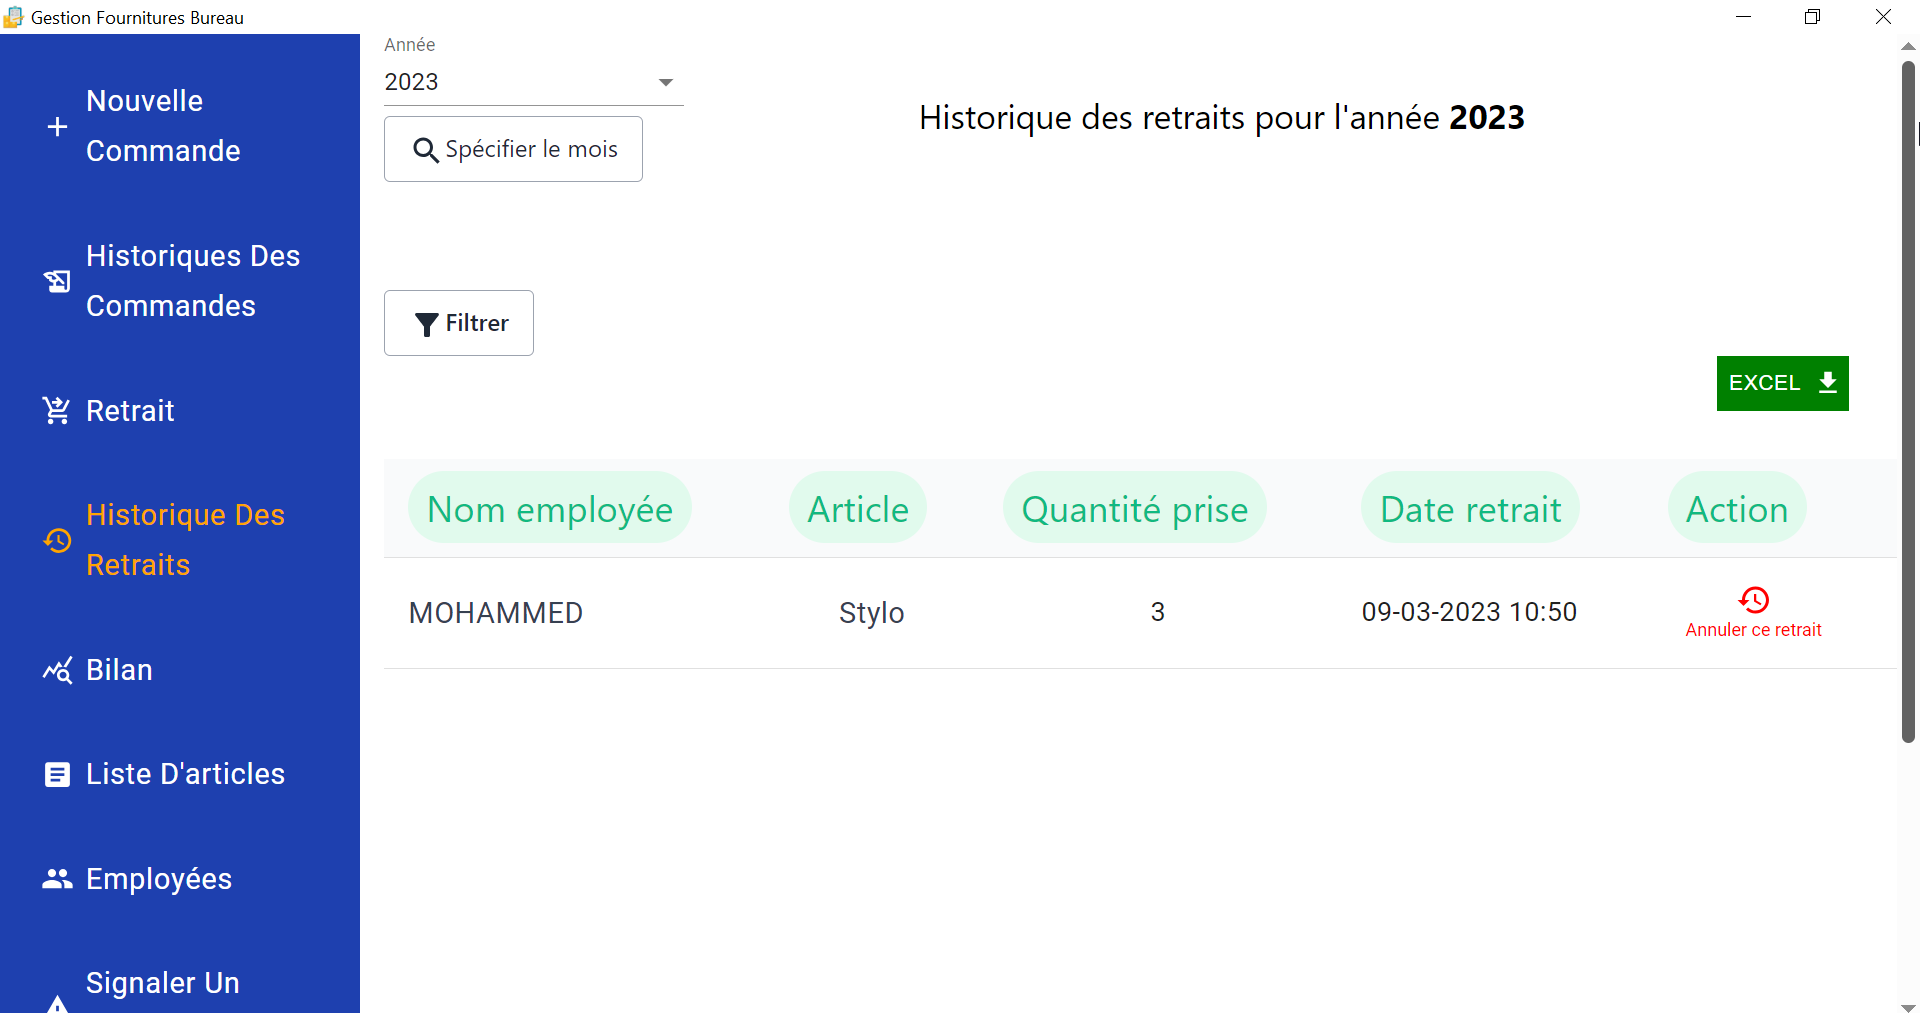 Gestion Fournitures Bureau
Nouvelle
Commande
Historiques Des
Commandes
Retrait
Historique Des
Retraits
Bilan
Liste D'articles
Employées
Signaler Un
Année
2023
Spécifier le mois
Historique des retraits pour l'année 2023
Filtrer
EXCEL
Nom employée Article Quantité prise Date retrait Action
MOHAMMED Stylo 3 09-03-2023 10:50 Annuler ce retrait